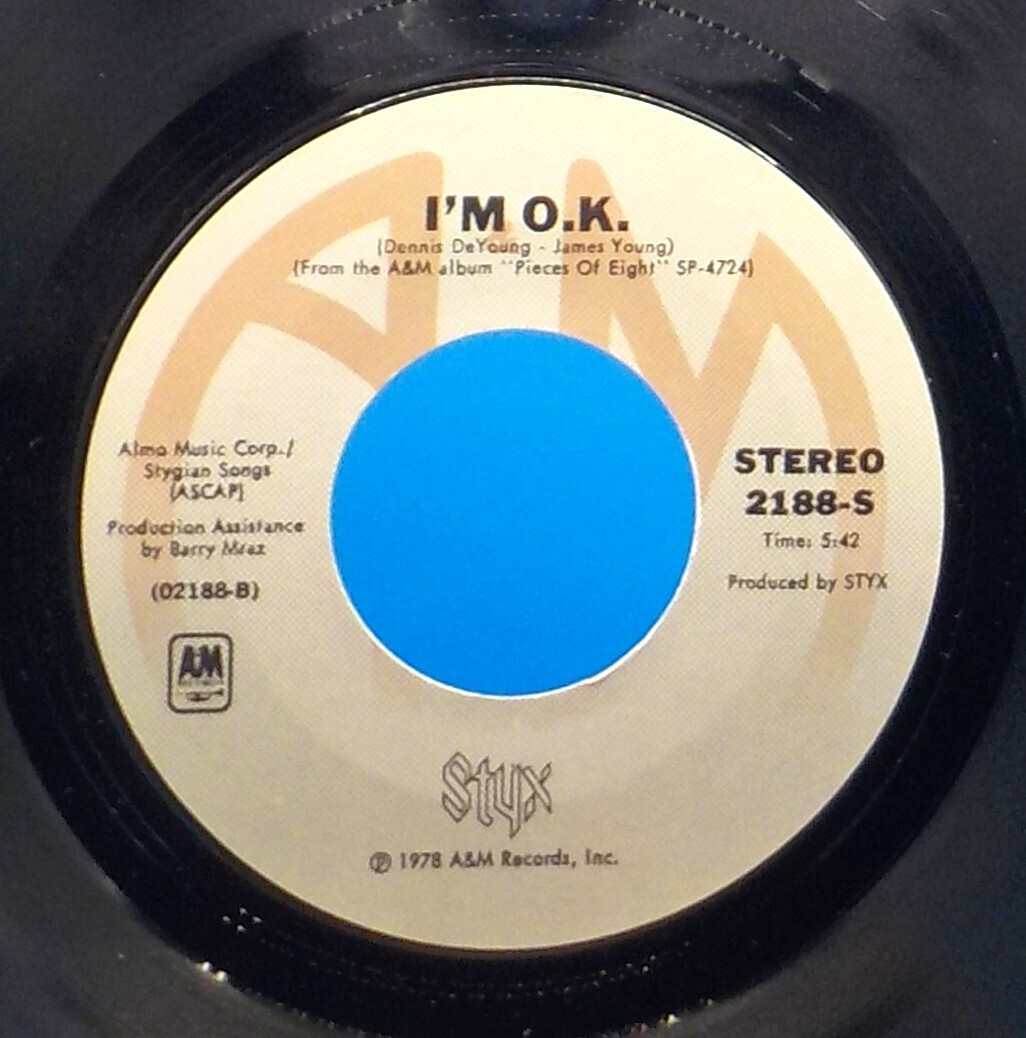 I'M O.K.
(Dennis DeYoung - James Young)
(From the A&M album "Pieces Of Eight" SP-4724)
Almo Music Corp./
Stygian Songs
(ASCAP)
Production Assistance
by Barry Mraz
(02188-B)
A&M
STEREO
2188-S
Time: 5:42
Produced by STYX
Styx
℗ 1978 A&M Records, Inc.